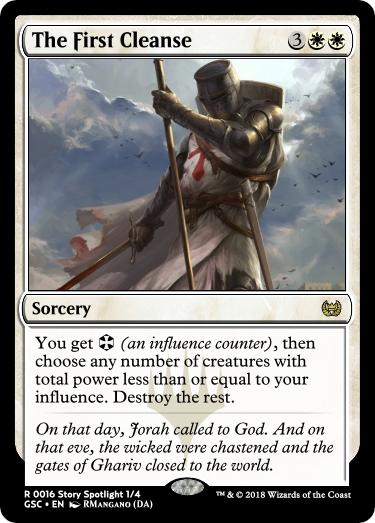 The First Cleanse 3
Sorcery
You get (an influence counter), then
choose any number of creatures with
total power less than or equal to your
influence. Destroy the rest.
On that day, Jorah called to God. And on
that eve, the wicked were chastened and the
gates of Ghariv closed to the world.
R 0016 Story Spotlight 1/4
GSC • EN RMangano (DA)
™ & © 2018 Wizards of the Coast